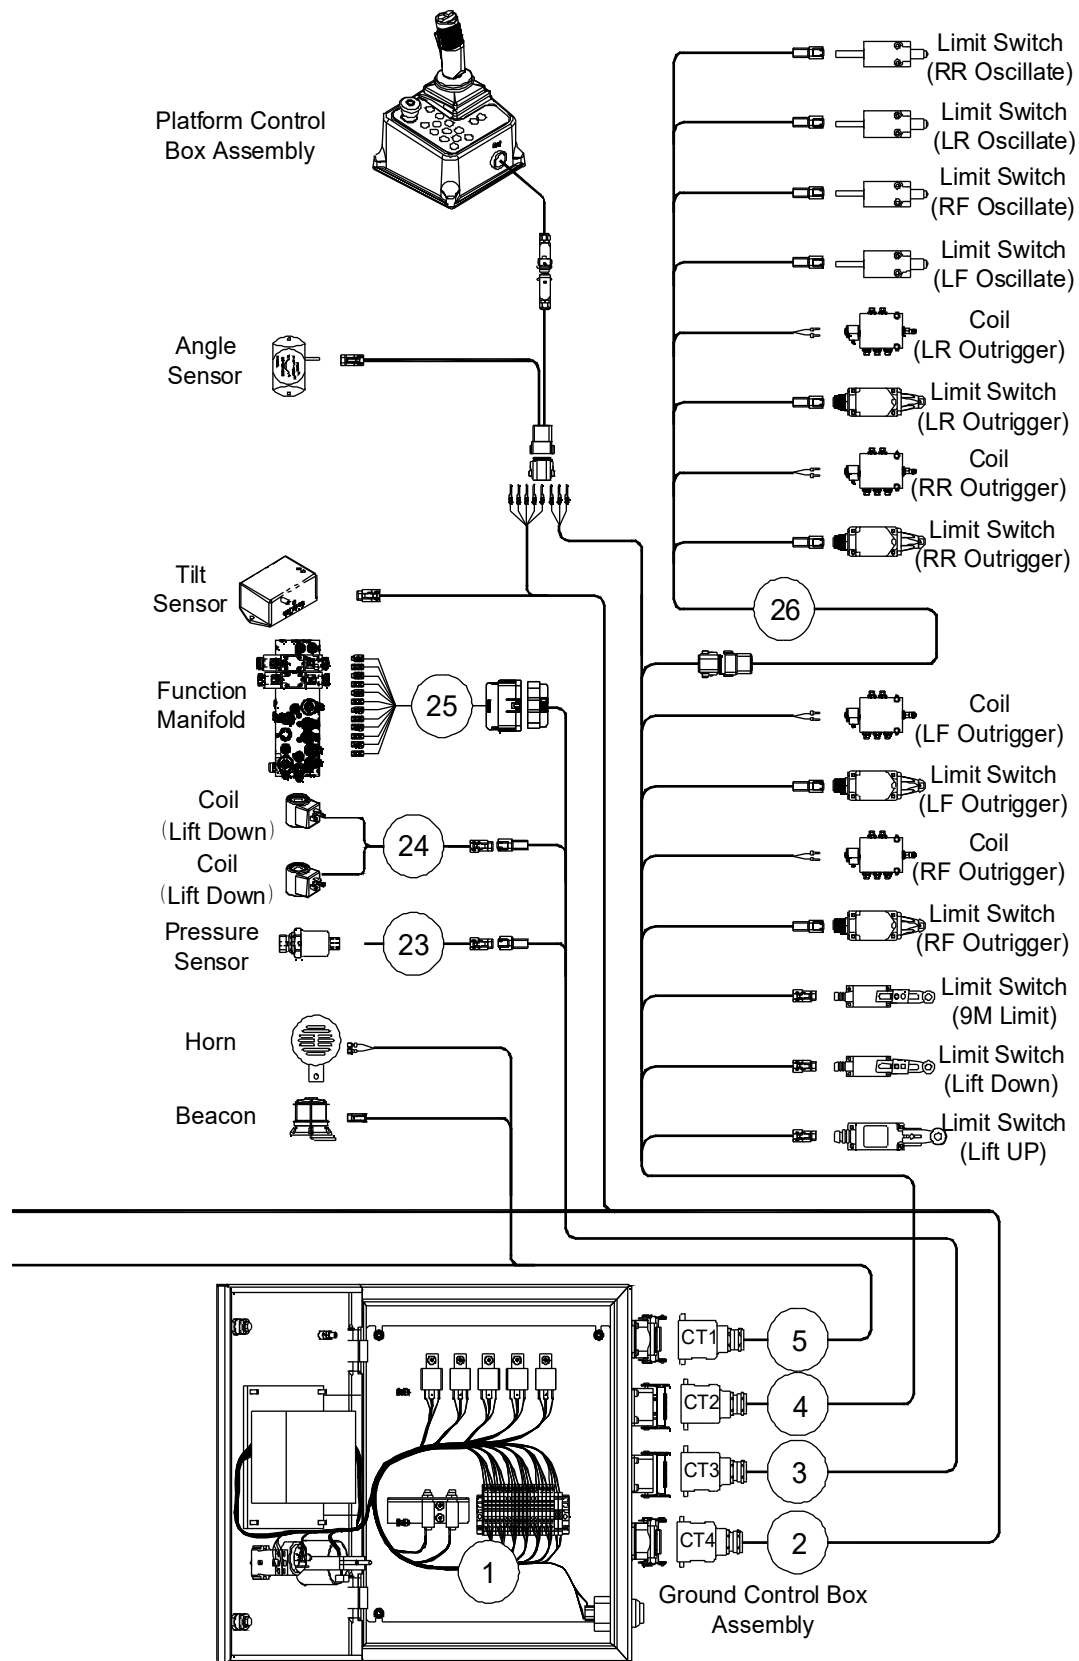 Platform Control
Box Assembly
Angle
Sensor
Tilt
Sensor
Function
Manifold
25
Coil
(Lift Down)
Coil
(Lift Down)
24
Pressure
Sensor
23
Horn
Beacon
Limit Switch
(RR Oscillate)
Limit Switch
(LR Oscillate)
Limit Switch
(RF Oscillate)
Limit Switch
(LF Oscillate)
Coil
(LR Outrigger)
Limit Switch
(LR Outrigger)
Coil
(RR Outrigger)
Limit Switch
(RR Outrigger)
26
Coil
(LF Outrigger)
Limit Switch
(LF Outrigger)
Coil
(RF Outrigger)
Limit Switch
(RF Outrigger)
Limit Switch
(9M Limit)
Limit Switch
(Lift Down)
Limit Switch
(Lift UP)
CT1
5
CT2
4
CT3
3
CT4
2
1
Ground Control Box
Assembly